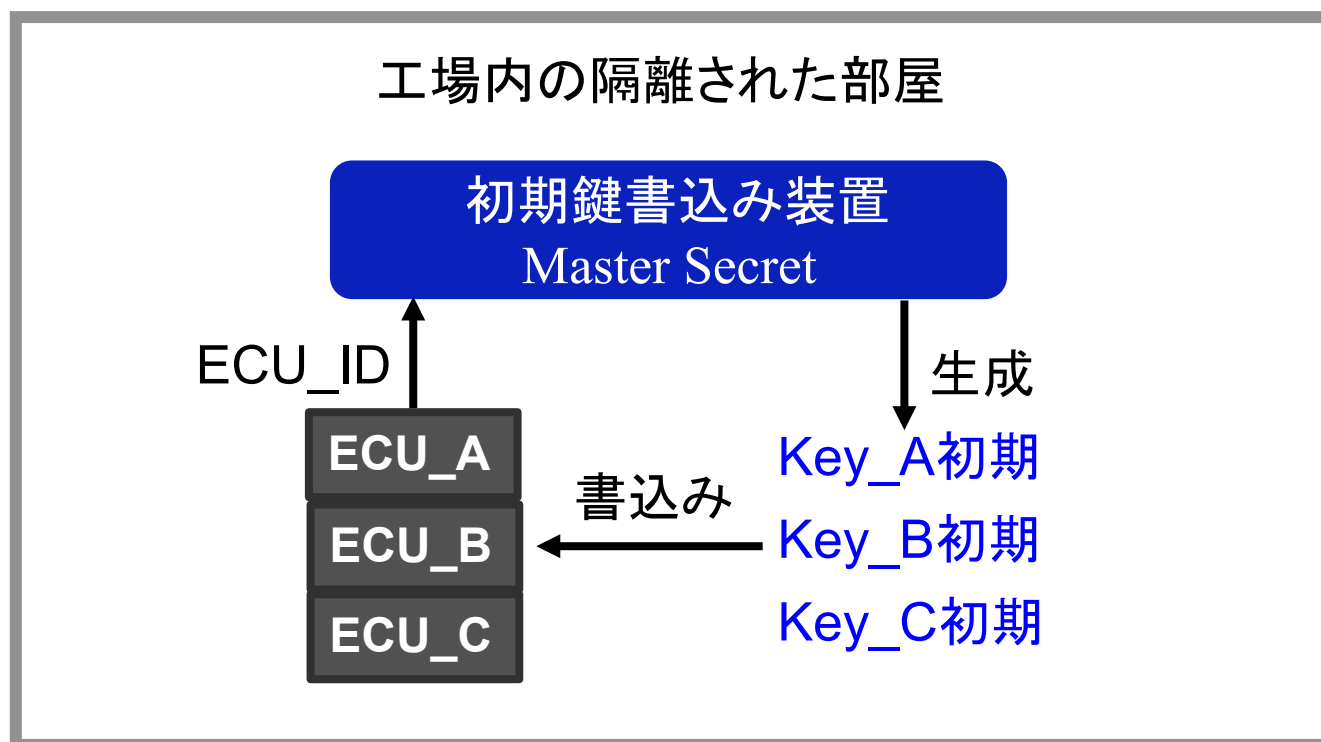 工場内の隔離された部屋
初期鍵書込み装置
Master Secret
ECU_ID
生成
ECU_A
ECU_B
ECU_C
書込み
Key_A初期
Key_B初期
Key_C初期